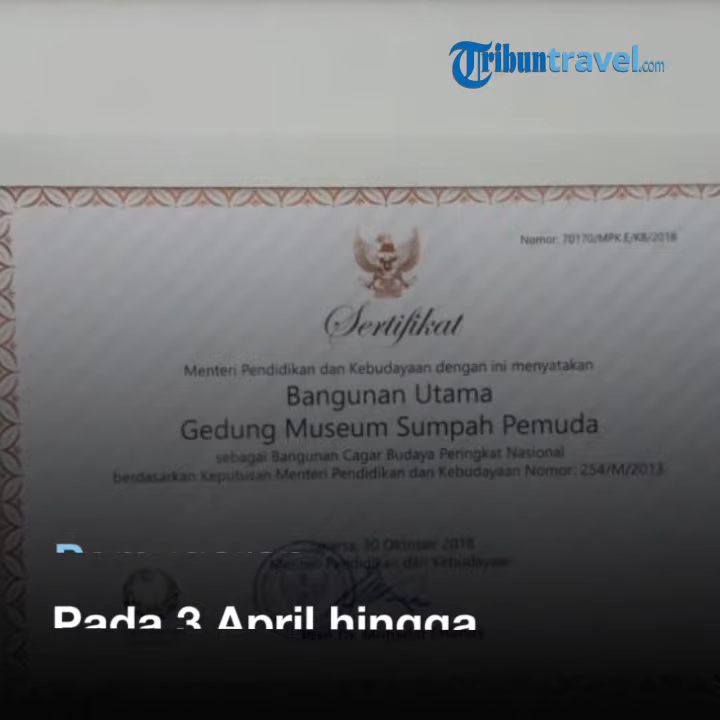 Tribuntravel.com
Nomor: 70170/MPK.E/KB/2018
Sertifikat
Menteri Pendidikan dan Kebudayaan dengan ini menyatakan
Bangunan Utama
Gedung Museum Sumpah Pemuda
sebagai Bangunan Cagar Budaya Peringkat Nasional
berdasarkan Keputusan Menteri Pendidikan dan Kebudayaan Nomor: 254/M/2013
Jakarta, 30 Oktober 2018
Menteri Pendidikan dan Kebudayaan
Pada 3 April hingga